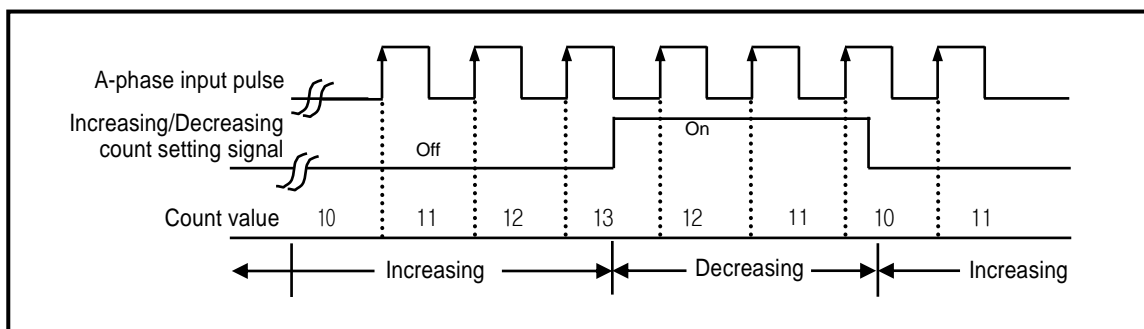 A-phase input pulse
Increasing/Decreasing
count setting signal
Off
On
Count value 10 11 12 13 12 11 10 11
Increasing Decreasing Increasing